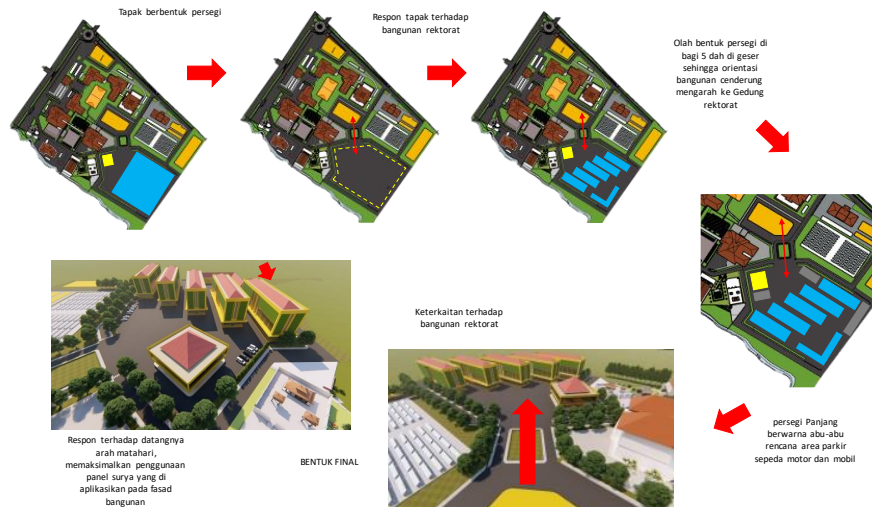 Tapak berbentuk persegi
Respon tapak terhadap
bangunan rektorat
Olah bentuk persegi di
bagi 5 dah di geser
sehingga orientasi
bangunan cenderung
mengarah ke Gedung
rektorat
persegi Panjang
berwarna abu-abu
rencana area parkir
sepeda motor dan mobil
Keterkaitan terhadap
bangunan rektorat
Respon terhadap datangnya
arah matahari,
memaksimalkan penggunaan
panel surya yang di
aplikasikan pada fasad
bangunan
BENTUK FINAL